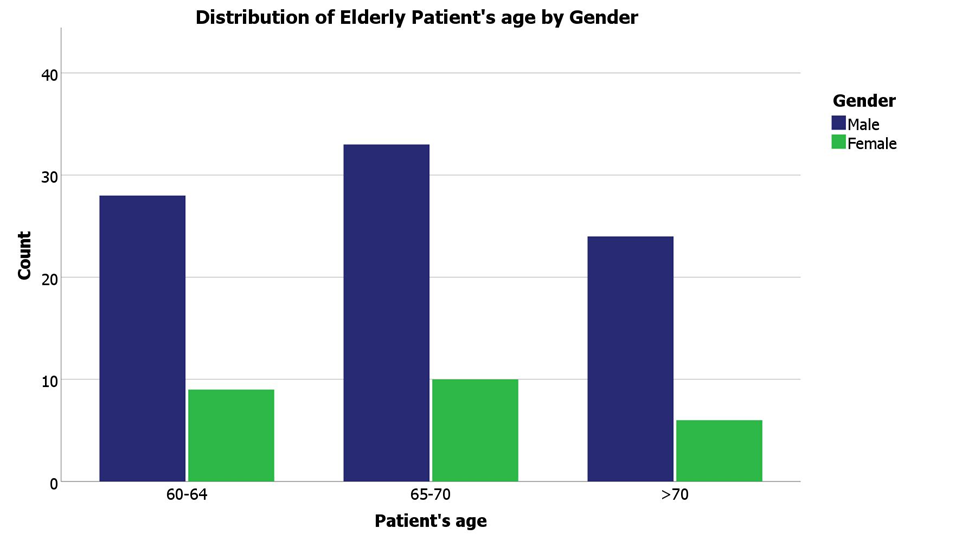 Distribution of Elderly Patient's age by Gender
Gender
Male
Female
Count
40
30
20
10
0
60-64
65-70
>70
Patient's age